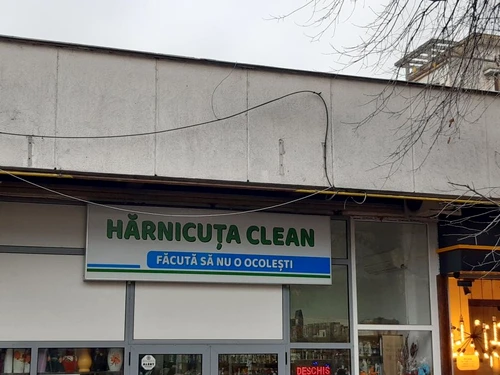 HĂRNICUȚA CLEAN
FĂCUTĂ SĂ NU O OCOLEȘTI
DESCHIS